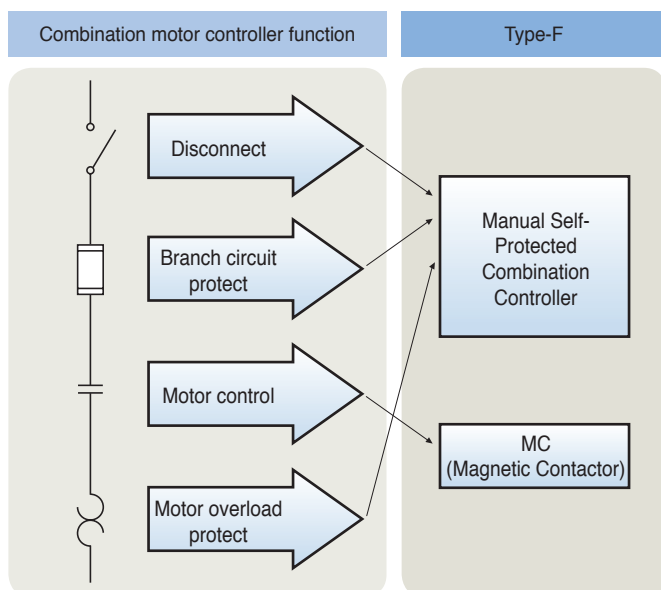 Combination motor controller function
Type-F
Disconnect
Branch circuit
protect
Motor control
Motor overload
protect
Manual Self-
Protected
Combination
Controller
MC
(Magnetic Contactor)